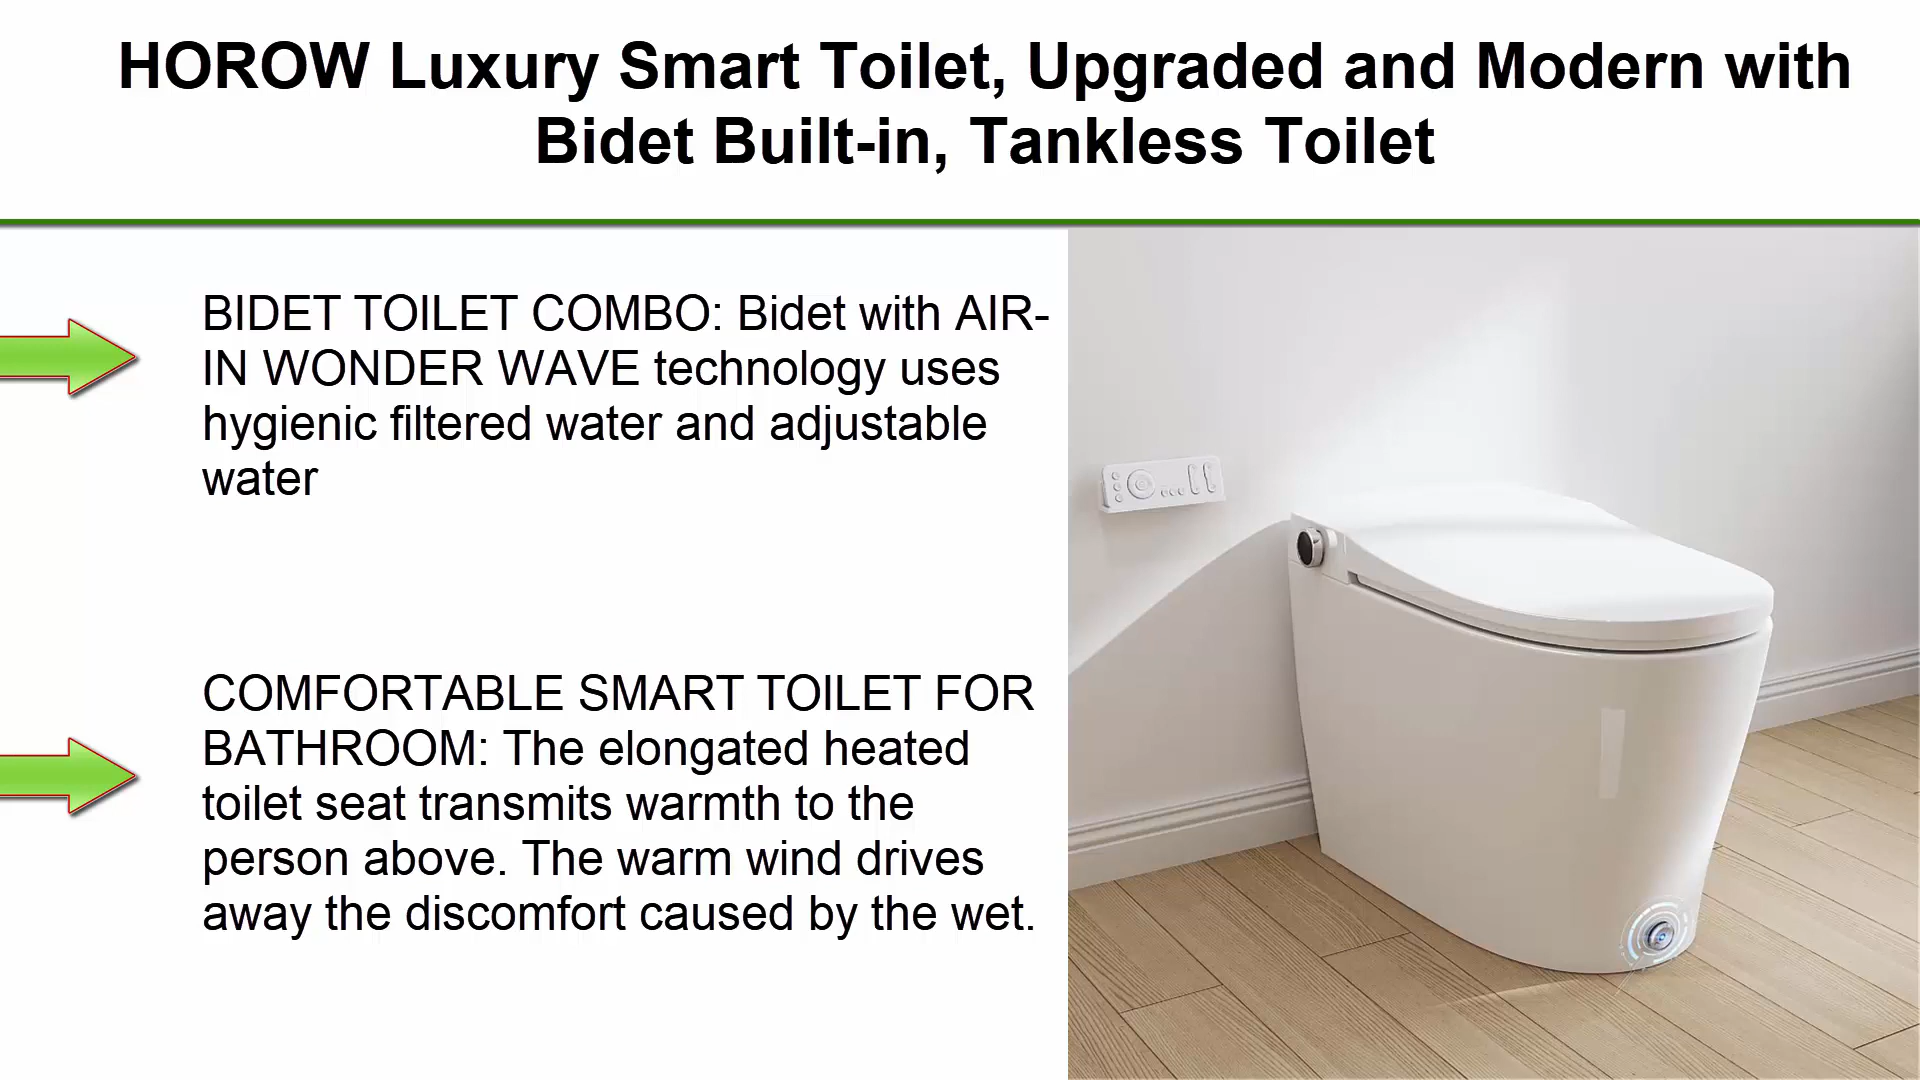 HOROW Luxury Smart Toilet, Upgraded and Modern with
Bidet Built-in, Tankless Toilet
BIDET TOILET COMBO: Bidet with AIR-
IN WONDER WAVE technology uses
hygienic filtered water and adjustable
water
COMFORTABLE SMART TOILET FOR
BATHROOM: The elongated heated
toilet seat transmits warmth to the
person above. The warm wind drives
away the discomfort caused by the wet.